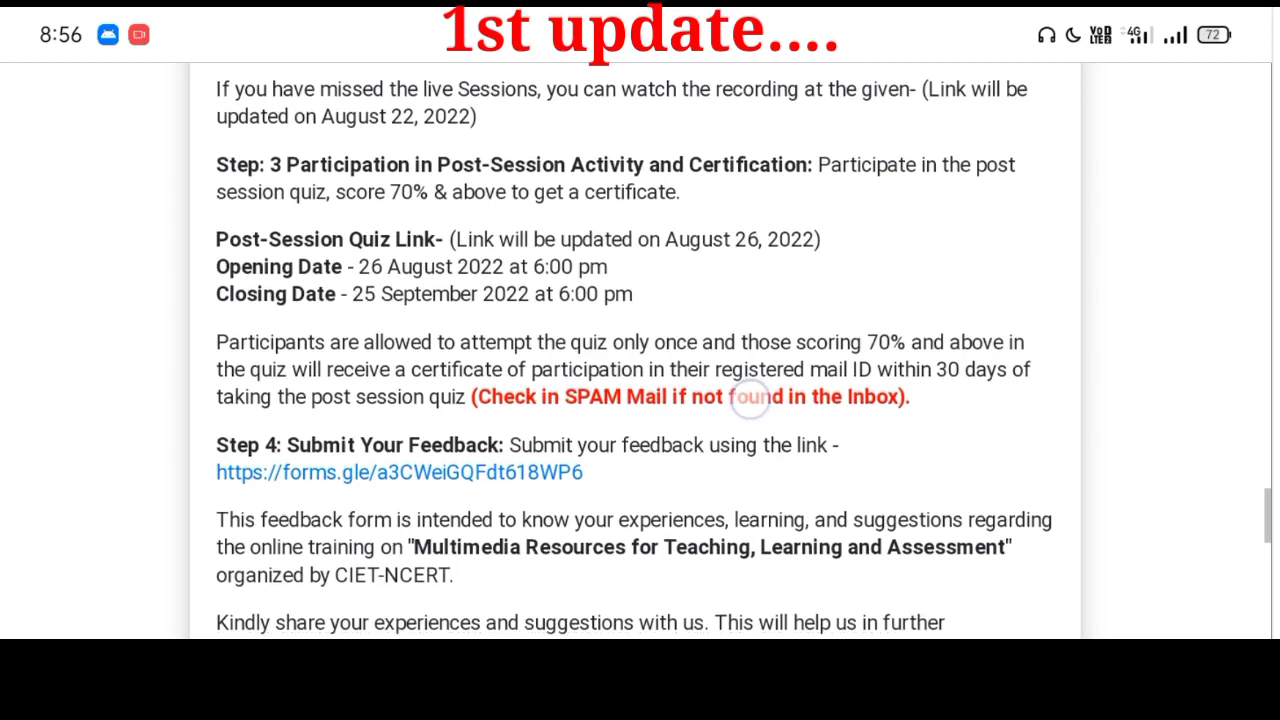 1st update....
8:56
VoD LTE2 4G 72
If you have missed the live Sessions, you can watch the recording at the given- (Link will be
updated on August 22, 2022)
Step: 3 Participation in Post-Session Activity and Certification: Participate in the post
session quiz, score 70% & above to get a certificate.
Post-Session Quiz Link- (Link will be updated on August 26, 2022)
Opening Date - 26 August 2022 at 6:00 pm
Closing Date - 25 September 2022 at 6:00 pm
Participants are allowed to attempt the quiz only once and those scoring 70% and above in
the quiz will receive a certificate of participation in their registered mail ID within 30 days of
taking the post session quiz (Check in SPAM Mail if not found in the Inbox).
Step 4: Submit Your Feedback: Submit your feedback using the link -
https://forms.gle/a3CWeiGQFdt618WP6
This feedback form is intended to know your experiences, learning, and suggestions regarding
the online training on "Multimedia Resources for Teaching, Learning and Assessment"
organized by CIET-NCERT.
Kindly share your experiences and suggestions with us. This will help us in further